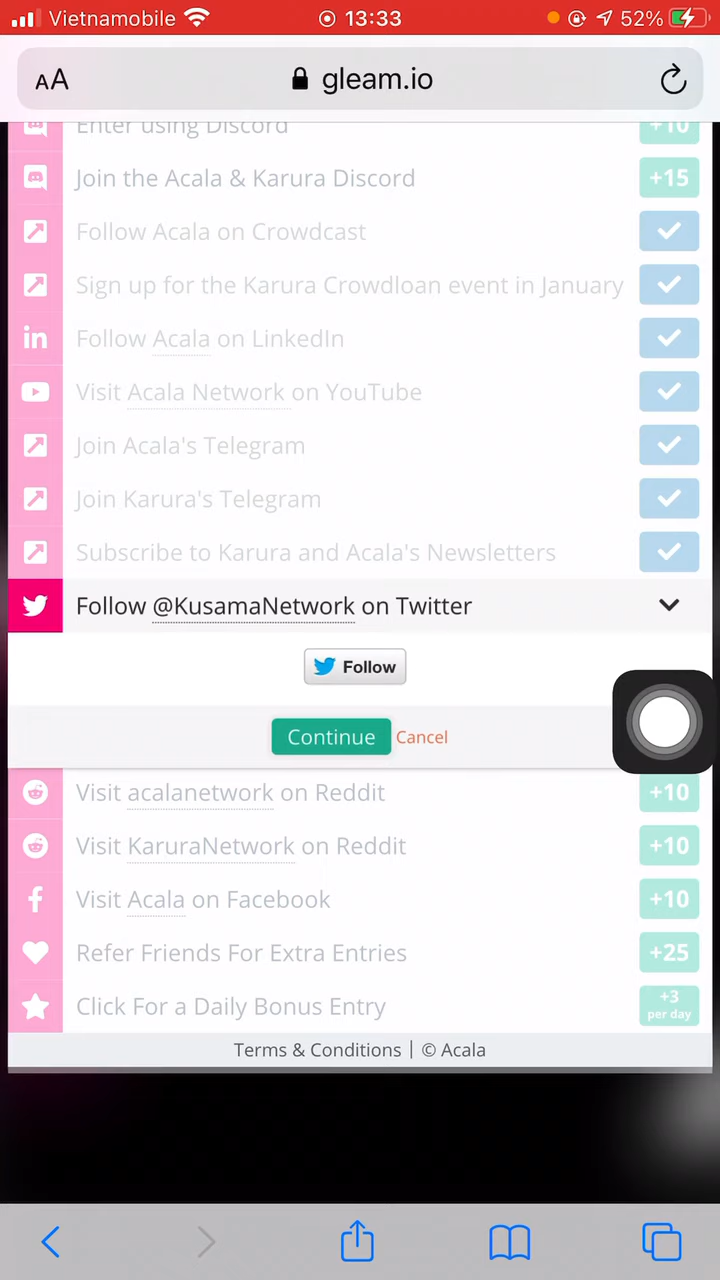 Vietnamobile 13:33 52%
AA gleam.io
Enter using Discord +10
Join the Acala & Karura Discord +15
Follow Acala on Crowdcast
Sign up for the Karura Crowdloan event in January
in Follow Acala on LinkedIn
Visit Acala Network on YouTube
Join Acala's Telegram
Join Karura's Telegram
Subscribe to Karura and Acala's Newsletters
Follow @KusamaNetwork on Twitter
Follow
Continue Cancel
Visit acalanetwork on Reddit +10
Visit KaruraNetwork on Reddit +10
Visit Acala on Facebook +10
Refer Friends For Extra Entries +25
Click For a Daily Bonus Entry +3 per day
Terms & Conditions | © Acala